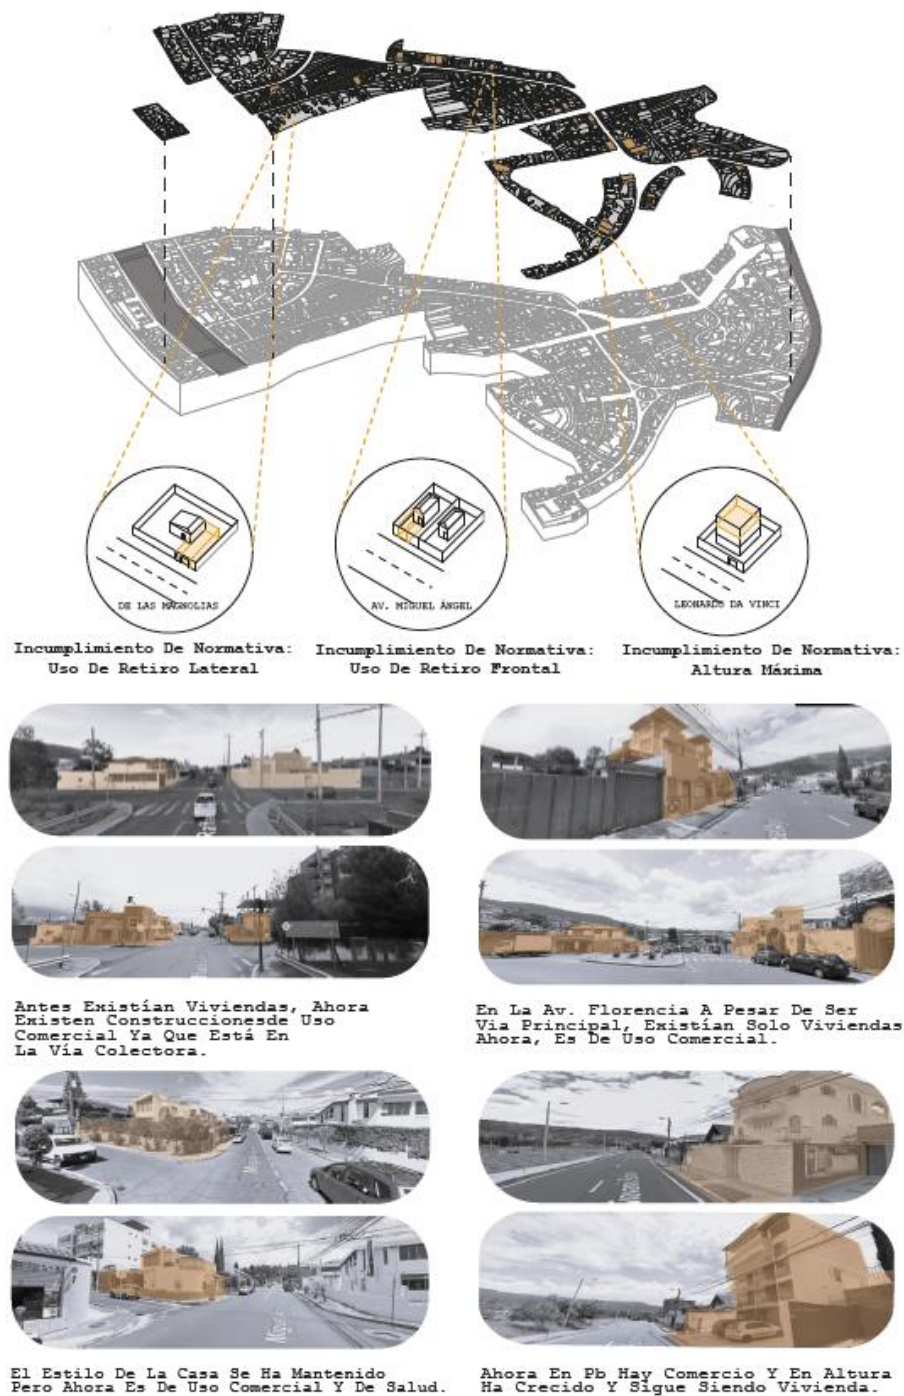 DE LAS MAGNOLIAS
AV. MIGUEL ÁNGEL
LEONARDO DA VINCI
Incumplimiento De Normativa:
Uso De Retiro Lateral
Incumplimiento De Normativa:
Uso De Retiro Frontal
Incumplimiento De Normativa:
Altura Máxima
Antes Existían Viviendas, Ahora
Existen Construccionesde Uso
Comercial Ya Que Está En
La Vía Colectora.
En La Av. Florencia A Pesar De Ser
Via Principal, Existían Solo Viviendas
Ahora, Es De Uso Comercial.
El Estilo De La Casa Se Ha Mantenido
Pero Ahora Es De Uso Comercial Y De Salud.
Ahora En Pb Hay Comercio Y En Altura
Ha Crecido Y Sigue Siendo Vivienda.